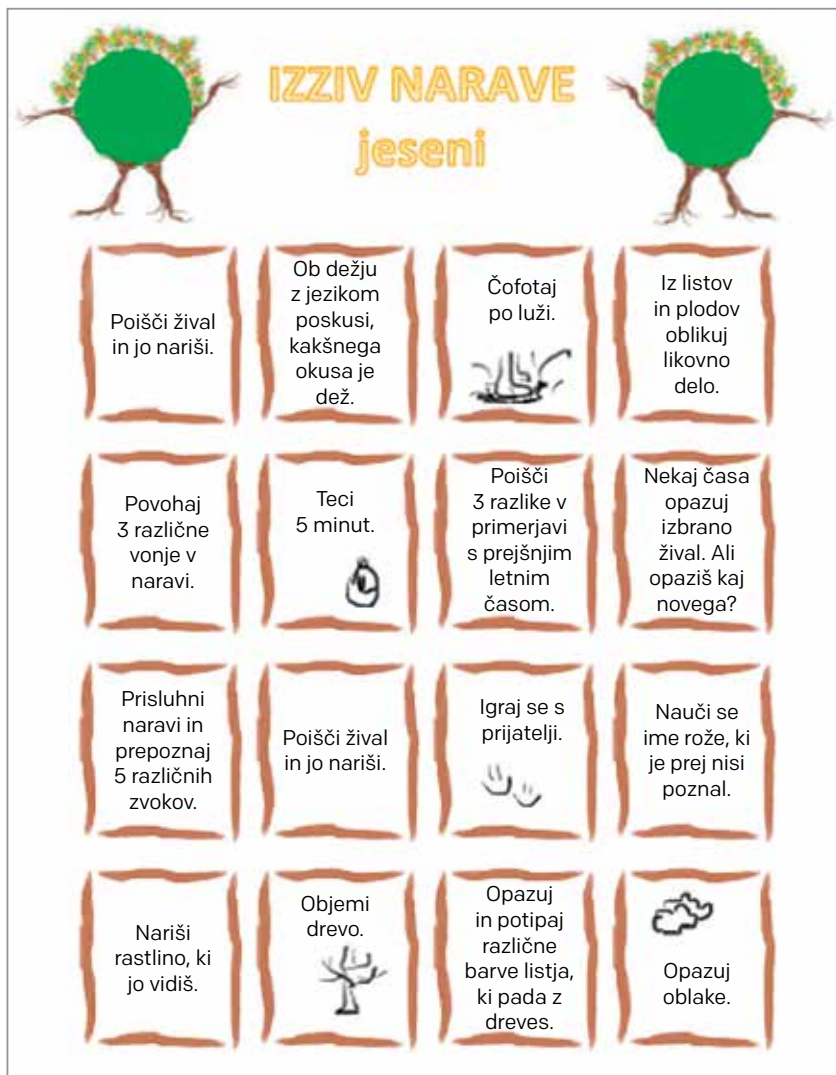 IZZIV NARAVE
jeseni
Poišči žival
in jo nariši.
Ob dežju
z jezikom
poskusi,
kakšnega
okusa je
dež.
Čofotaj
po luži.
Iz listov
in plodov
oblikuj
likovno
delo.
Povohaj
3 različne
vonje v
naravi.
Teci
5 minut.
Poišči
3 razlike v
primerjavi
s prejšnjim
letnim
časom.
Nekaj časa
opazuj
izbrano
žival. Ali
opaziš kaj
novega?
Prisluhni
naravi in
prepoznaj
5 različnih
zvokov.
Poišči žival
in jo nariši.
Igraj se s
prijatelji.
Nauči se
ime rože, ki
je prej nisi
poznal.
Nariši
rastlino, ki
jo vidiš.
Objemi
drevo.
Opazuj
in potipaj
različne
barve listja,
ki pada z
dreves.
Opazuj
oblake.